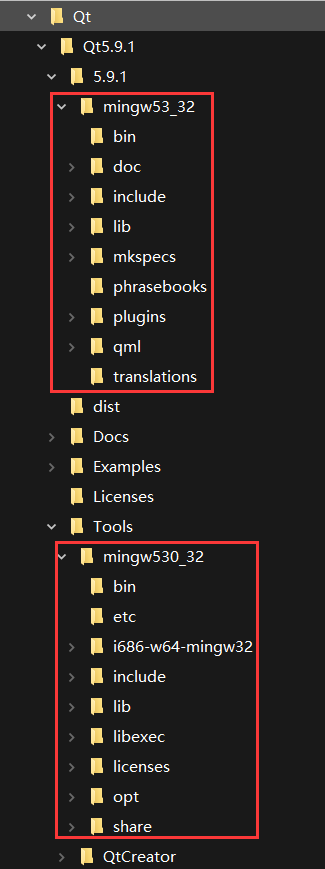 Qt
Qt5.9.1
5.9.1
mingw53_32
bin
doc
include
lib
mkspecs
phrasebooks
plugins
qml
translations
dist
Docs
Examples
Licenses
Tools
mingw530_32
bin
etc
i686-w64-mingw32
include
lib
libexec
licenses
opt
share
QtCreator